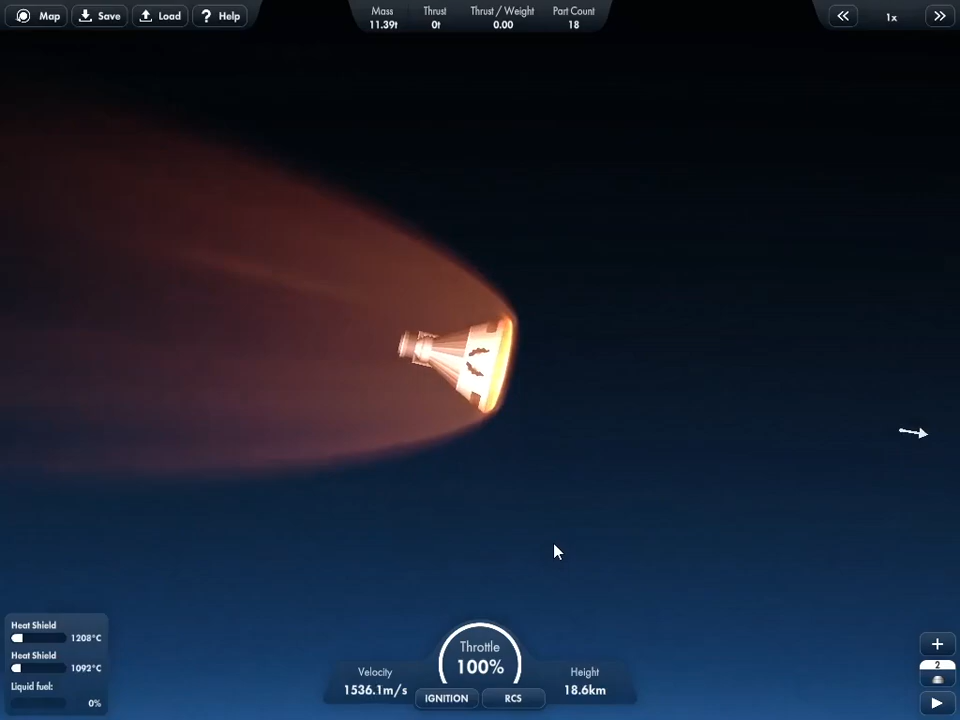 Map
Save
Load
Help
Mass
11.39t
Thrust
0t
Thrust / Weight
0.00
Part Count
18
1x
Heat Shield
1208°C
Heat Shield
1092°C
Liquid fuel:
0%
Throttle
100%
Velocity
1536.1m/s
Height
18.6km
IGNITION
RCS
2